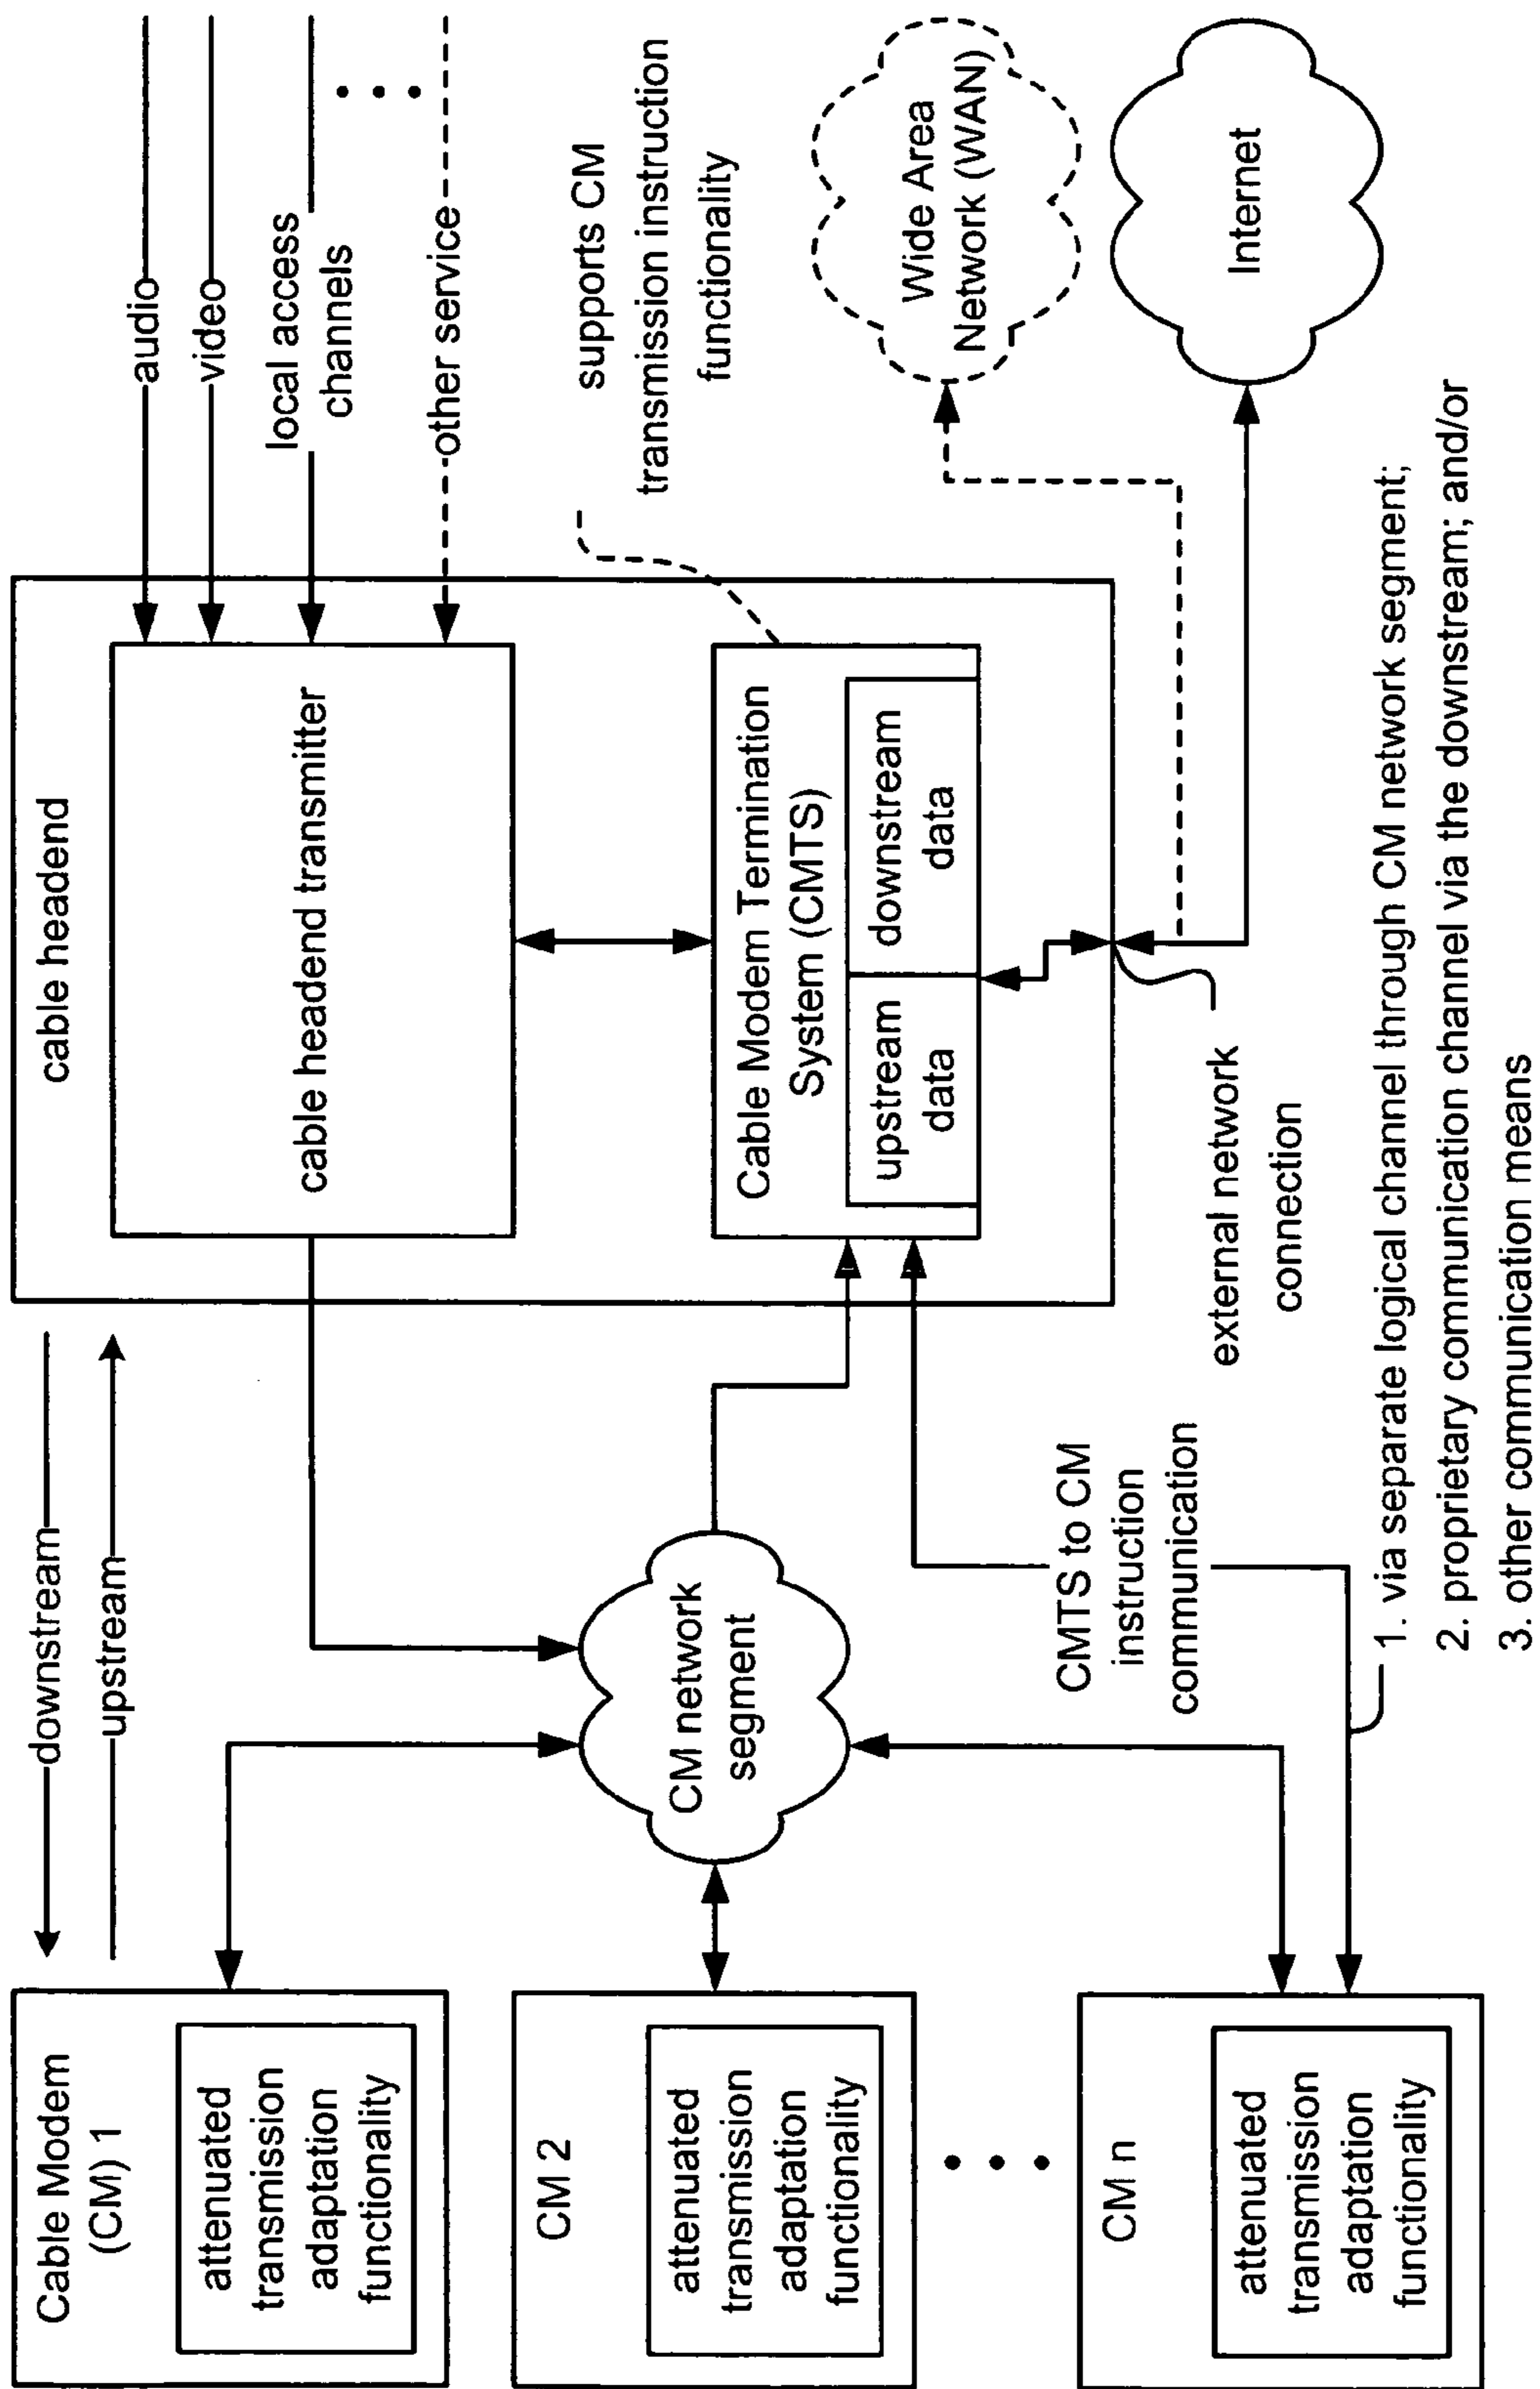 downstream
upstream
Cable Modem
(CM) 1
attenuated
transmission
adaptation
functionality
CM 2
attenuated
transmission
adaptation
functionality
CM n
attenuated
transmission
adaptation
functionality
CM network
segment
CMTS to CM
instruction
communication
cable headend
cable headend transmitter
Cable Modem Termination
System (CMTS)
upstream
data
downstream
data
external network
connection
audio
video
local access
channels
other service
supports CM
transmission instruction
functionality
Wide Area
Network (WAN)
Internet
1. via separate logical channel through CM network segment;
2. proprietary communication channel via the downstream; and/or
3. other communication means